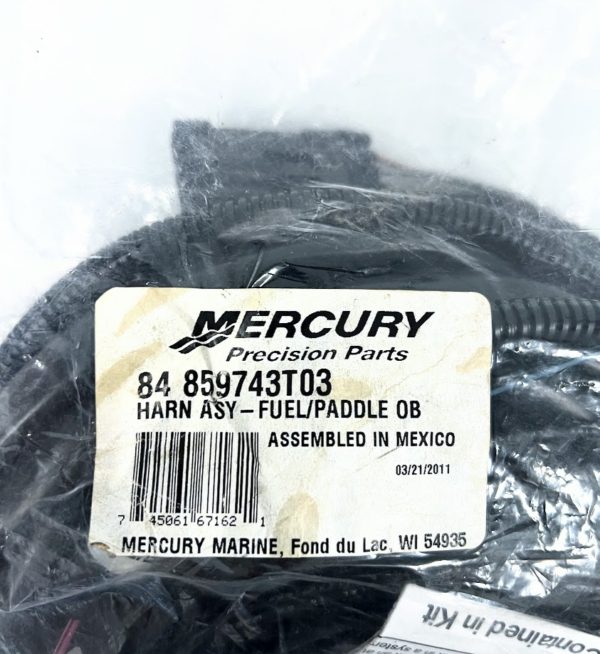 MERCURY
Precision Parts
84 859743T03
HARN ASY-FUEL/PADDLE OB
ASSEMBLED IN MEXICO
03/21/2011
7 45061 67162 1
MERCURY MARINE, Fond du Lac, WI 54935
Contained in Kit